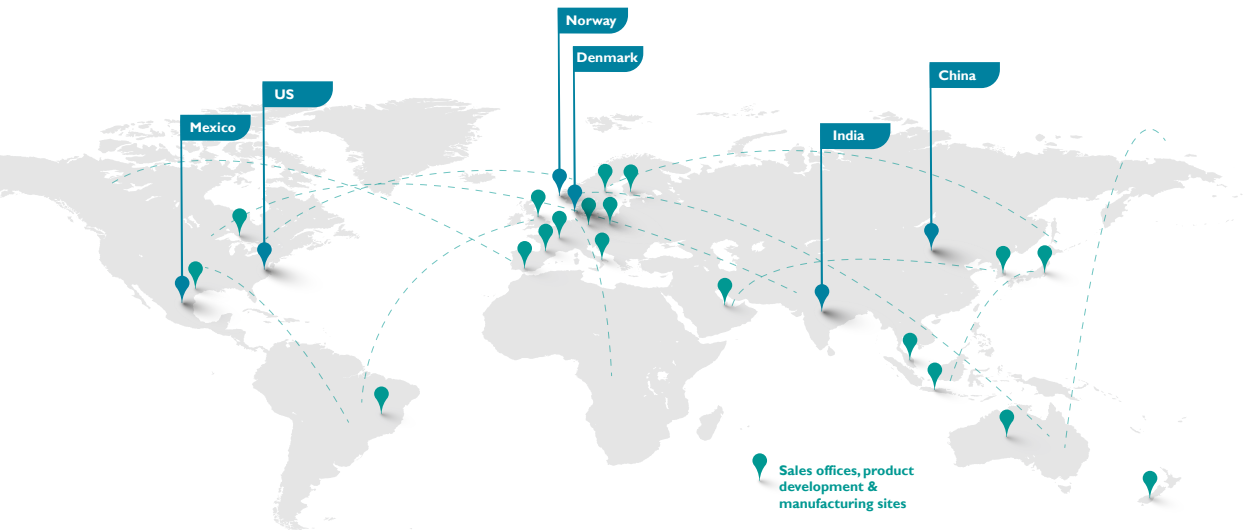 Norway
Denmark
China
US
Mexico
India
Sales offices, product
development &
manufacturing sites